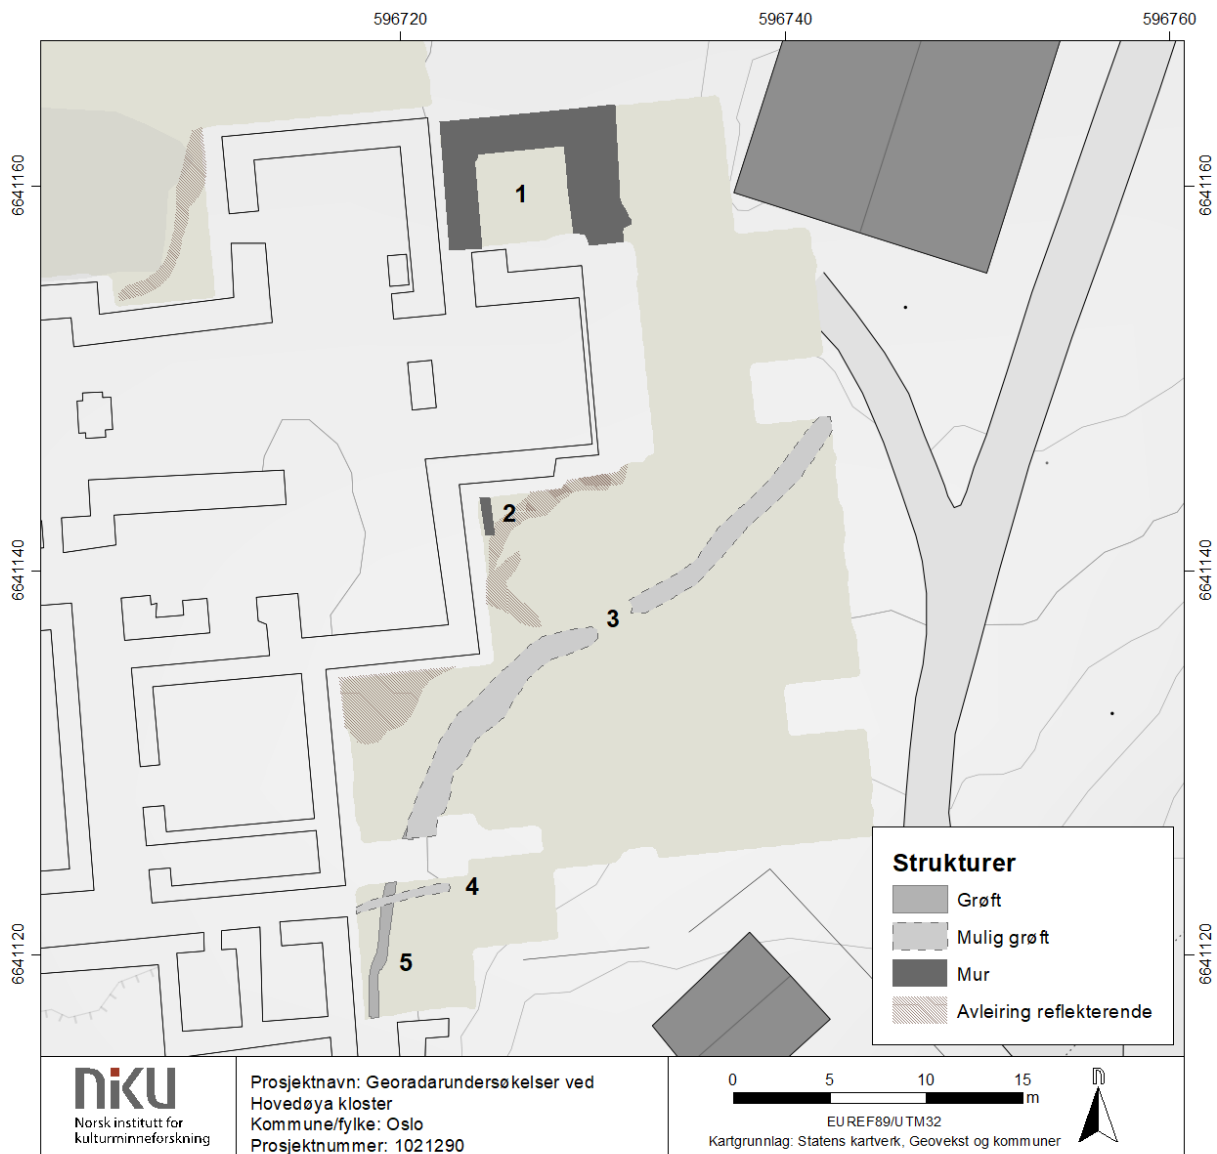 596720
596740
596760
6641160
6641160
1
2
6641140
6641140
3
4
5
6641120
6641120
Strukturer
Grøft
Mulig grøft
Mur
Avleiring reflekterende
niKU
Norsk institutt for
kulturminneforskning
Prosjektnavn: Georadarundersøkelser ved
Hovedøya kloster
Kommune/fylke: Oslo
Prosjektnummer: 1021290
0 5 10 15
m
EUREF89/UTM32
Kartgrunnlag: Statens kartverk, Geovekst og kommuner
n